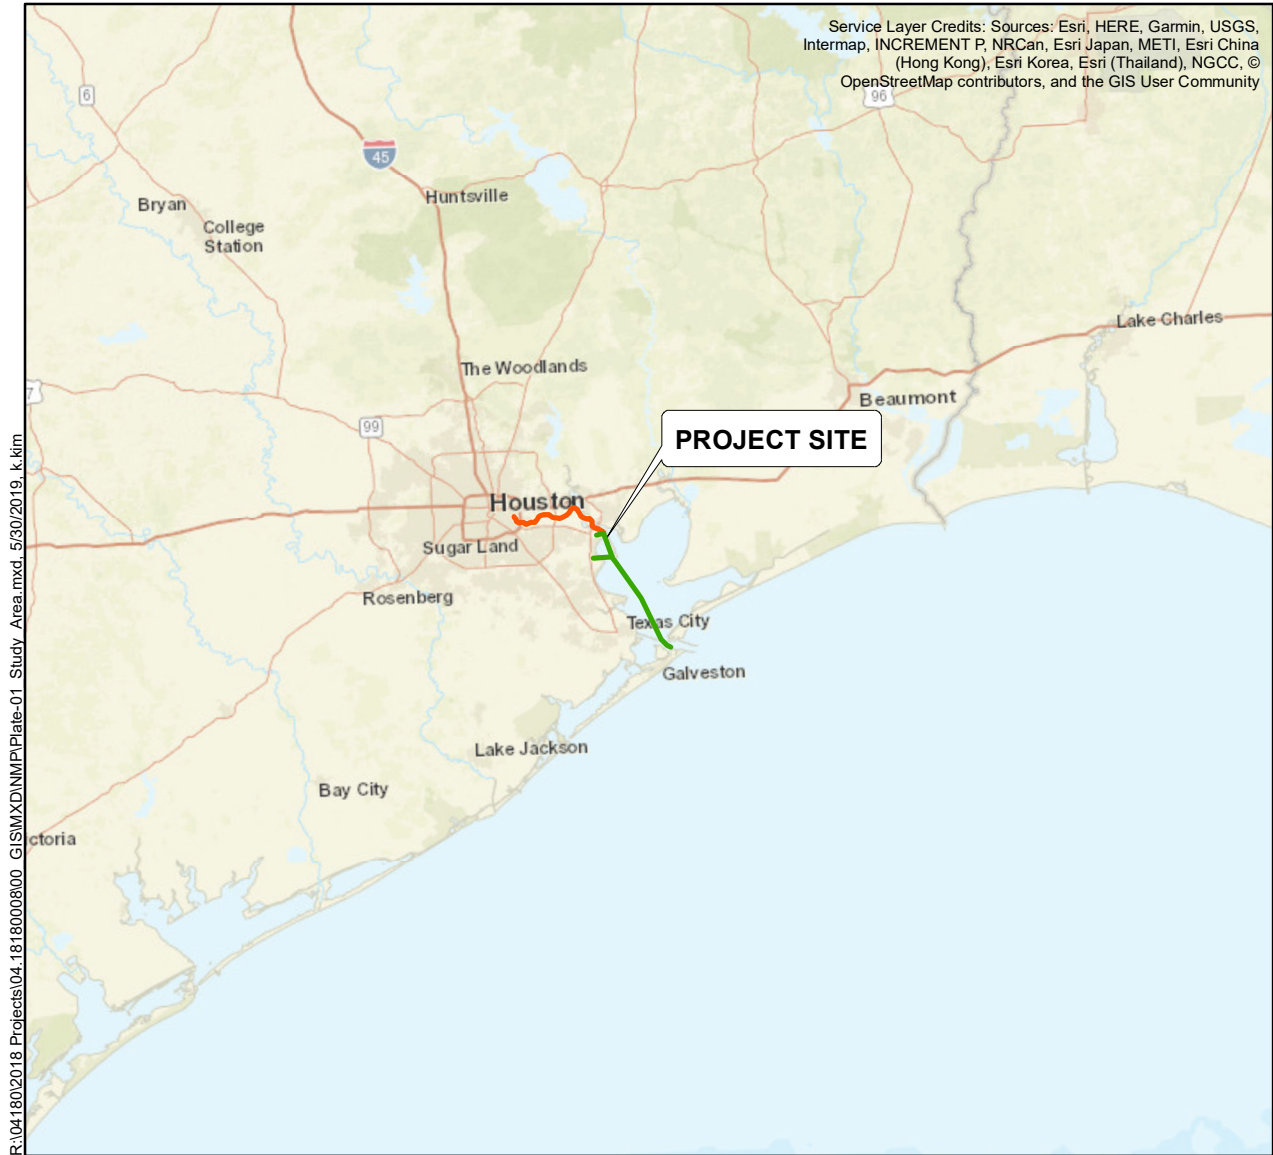 Service Layer Credits: Sources: Esri, HERE, Garmin, USGS,
Intermap, INCREMENT P, NRCan, Esri Japan, METI, Esri China
(Hong Kong), Esri Korea, Esri (Thailand), NGCC, ©
OpenStreetMap contributors, and the GIS User Community
6
96
45
Huntsville
Bryan
College
Station
Lake Charles
The Woodlands
7
Beaumont
99
PROJECT SITE
Houston
Sugar Land
Rosenberg
Texas City
Galveston
Lake Jackson
Bay City
ctoria
R:\04180\2018 Projects\04.18180008\00_GIS\MXD\NMP\Plate-01_Study_Area.mxd, 5/30/2019, k.kim